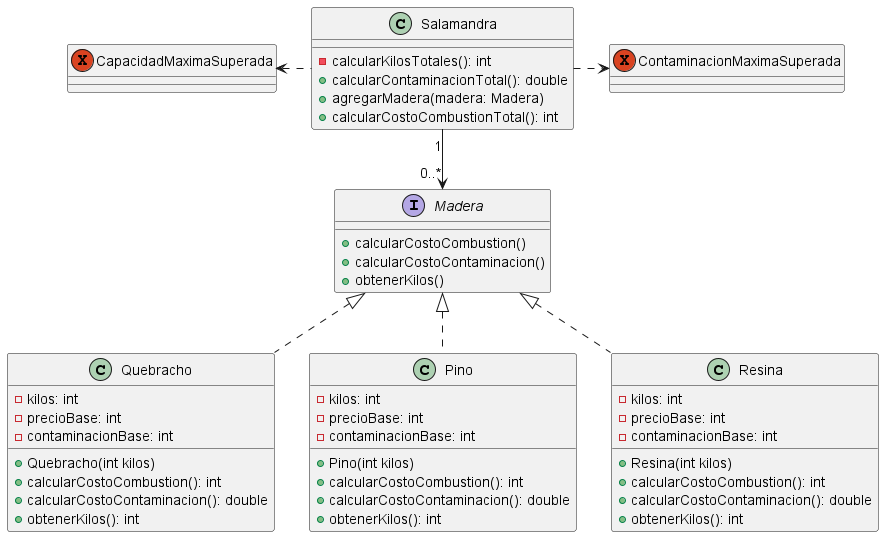 C Salamandra
calcularKilosTotales(): int
calcularContaminacionTotal(): double
agregarMadera(madera: Madera)
calcularCostoCombustionTotal(): int
X CapacidadMaximaSuperada
X ContaminacionMaximaSuperada
1
0..*
I Madera
calcularCostoCombustion()
calcularCostoContaminacion()
obtenerKilos()
C Quebracho
kilos: int
precioBase: int
contaminacionBase: int
Quebracho(int kilos)
calcularCostoCombustion(): int
calcularCostoContaminacion(): double
obtenerKilos(): int
C Pino
kilos: int
precioBase: int
contaminacionBase: int
Pino(int kilos)
calcularCostoCombustion(): int
calcularCostoContaminacion(): double
obtenerKilos(): int
C Resina
kilos: int
precioBase: int
contaminacionBase: int
Resina(int kilos)
calcularCostoCombustion(): int
calcularCostoContaminacion(): double
obtenerKilos(): int